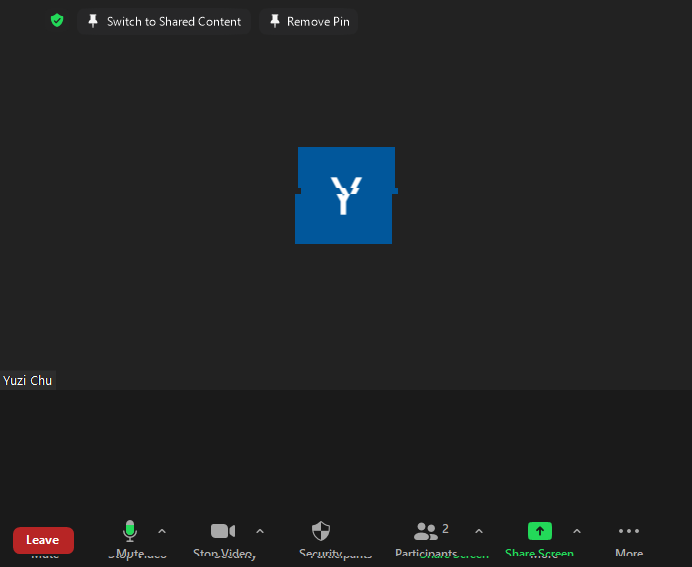 Switch to Shared Content Remove Pin
Y
Yuzi Chu
2
Leave Mute Stop Video Security Participants Share Screen More